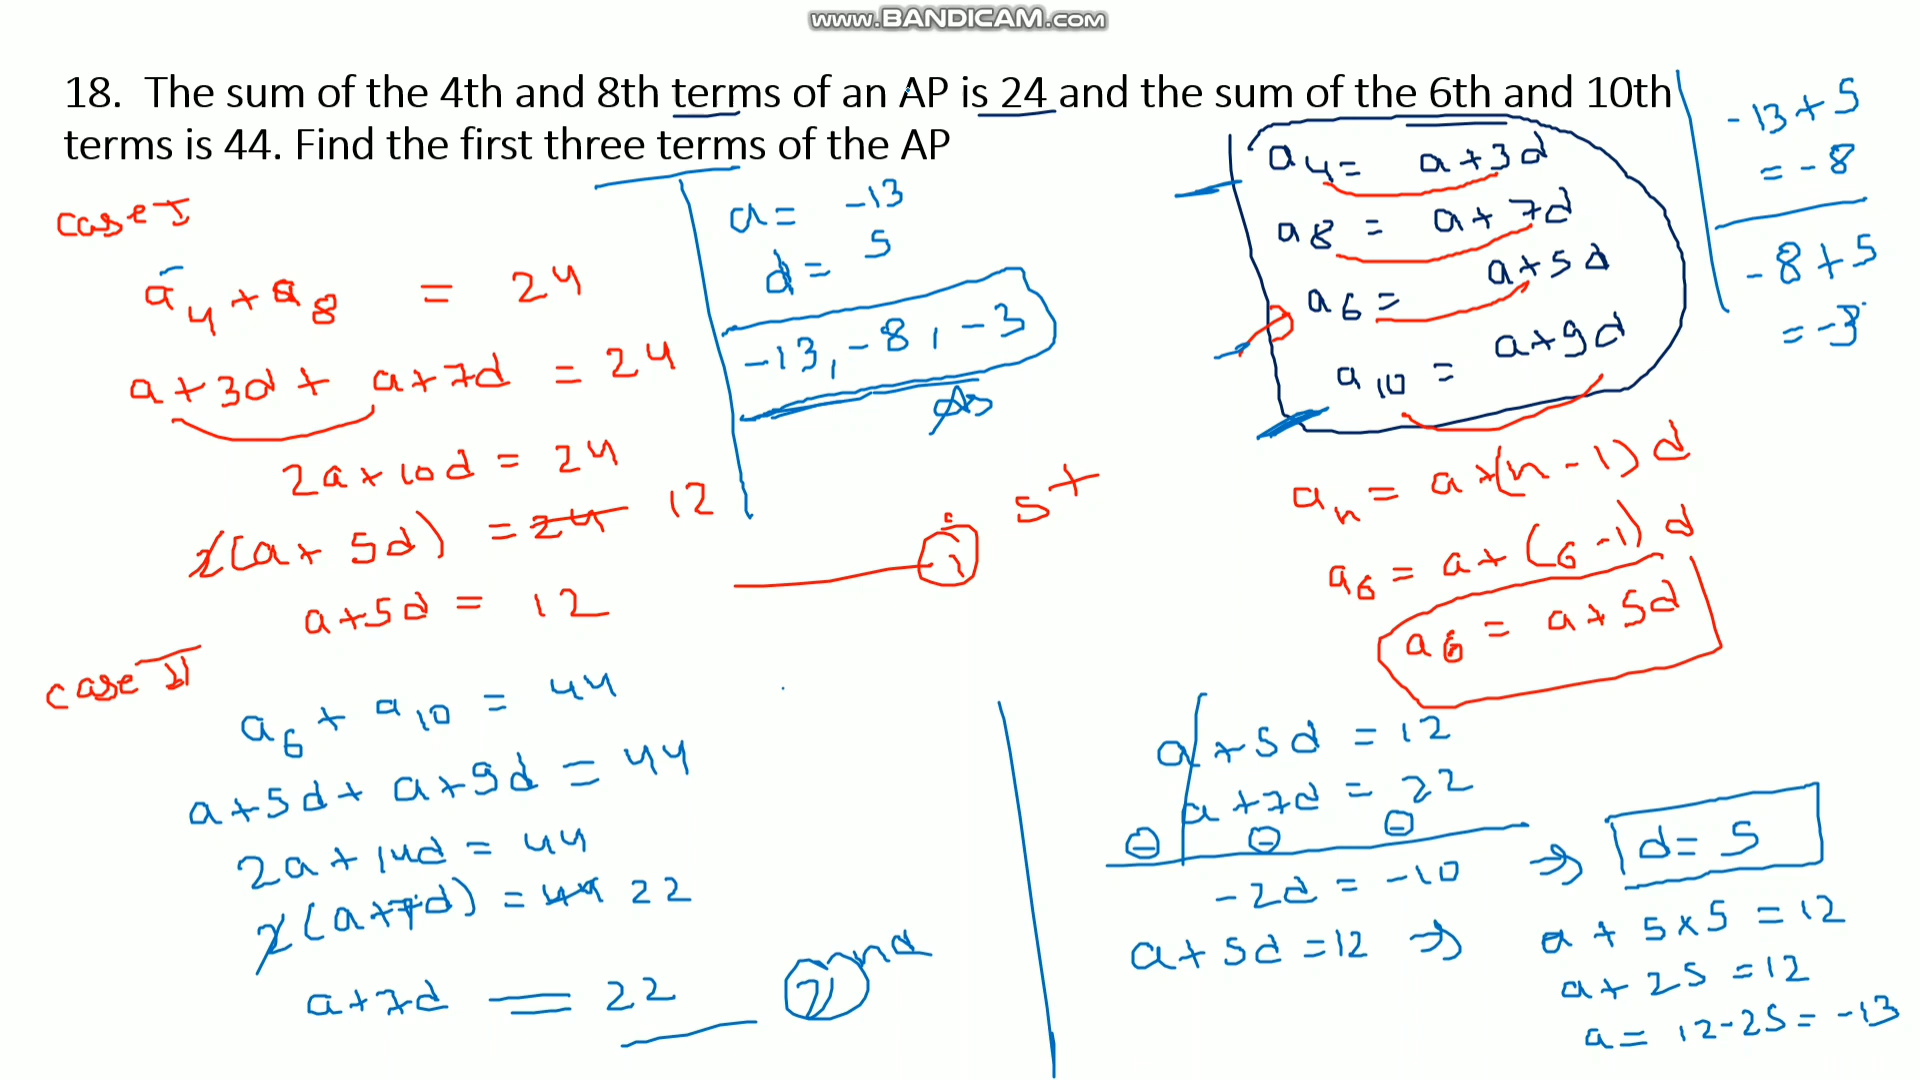 www.BANDICAM.com
18. The sum of the 4th and 8th terms of an AP is 24 and the sum of the 6th and 10th
terms is 44. Find the first three terms of the AP
case I
a4 + a8 = 24
a + 3d + a + 7d = 24
2a + 10d = 24
2(a + 5d) = 24 12
a + 5d = 12
case II
a6 + a10 = 44
a + 5d + a + 9d = 44
2a + 14d = 44
2(a + 7d) = 44 22
a + 7d = 22
nd
a = -13
d = 5
-13, -8, -3
Ans
st
a4 = a + 3d
a8 = a + 7d
a6 = a + 5d
a10 = a + 9d
an = a + (n - 1) d
a6 = a + (6 - 1) d
a6 = a + 5d
-13 + 5
= -8
-8 + 5
= -3
a + 5d = 12
a + 7d = 22
- - -
-2d = -10 ⇒ d = 5
a + 5d = 12 ⇒ a + 5 × 5 = 12
a + 25 = 12
a = 12 - 25 = -13